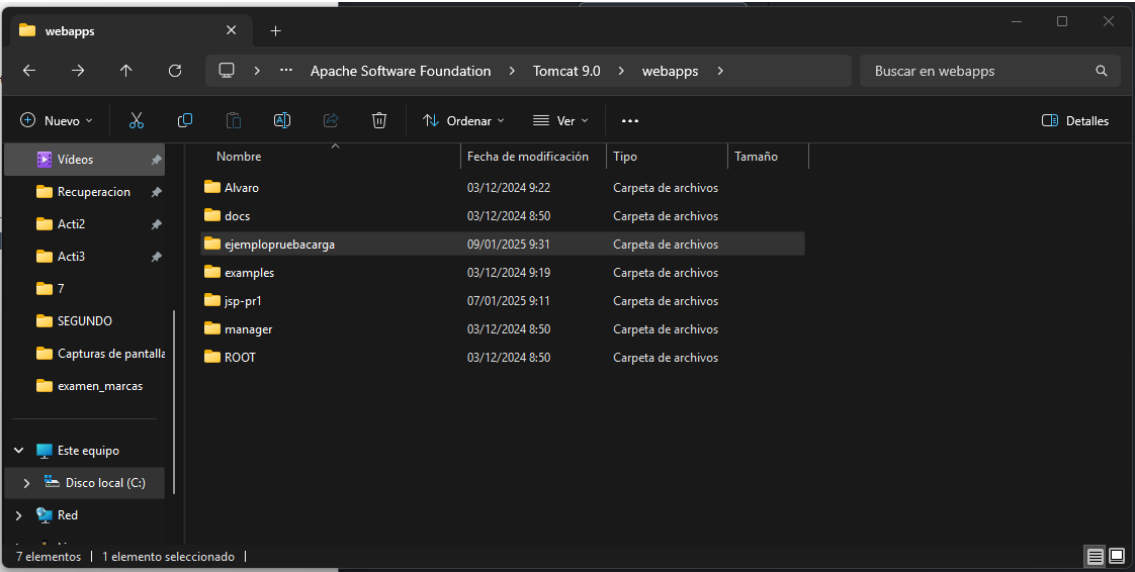 webapps
Apache Software Foundation > Tomcat 9.0 > webapps >
Buscar en webapps
Nuevo
Ordenar
Ver
Detalles
Vídeos
Recuperacion
Acti2
Acti3
7
SEGUNDO
Capturas de pantalla
examen_marcas
Este equipo
Disco local (C:)
Red
Nombre Fecha de modificación Tipo Tamaño
Alvaro 03/12/2024 9:22 Carpeta de archivos
docs 03/12/2024 8:50 Carpeta de archivos
ejemplopruebacarga 09/01/2025 9:31 Carpeta de archivos
examples 03/12/2024 9:19 Carpeta de archivos
jsp-pr1 07/01/2025 9:11 Carpeta de archivos
manager 03/12/2024 8:50 Carpeta de archivos
ROOT 03/12/2024 8:50 Carpeta de archivos
7 elementos | 1 elemento seleccionado |